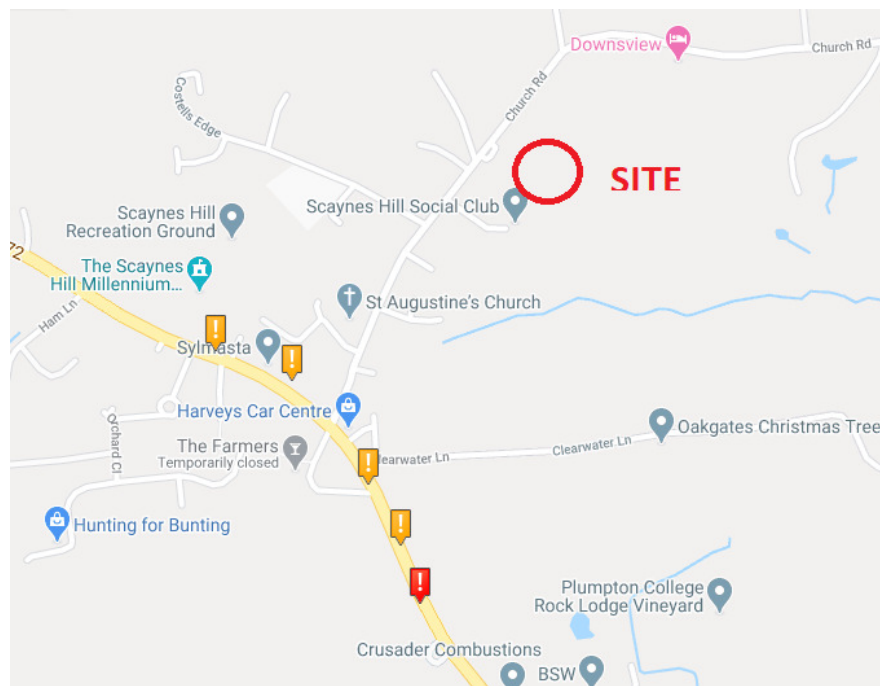 Downsview
Church Rd
Church Rd
Costells Edge
SITE
Scaynes Hill Social Club
Scaynes Hill
Recreation Ground
72
The Scaynes
Hill Millennium...
Ham Ln
St Augustine's Church
Sylmasta
Harveys Car Centre
Oakgates Christmas Tree
Orchard Cl
The Farmers
Temporarily closed
learwater Ln
Clearwater Ln
Hunting for Bunting
Plumpton College
Rock Lodge Vineyard
Crusader Combustions
BSW